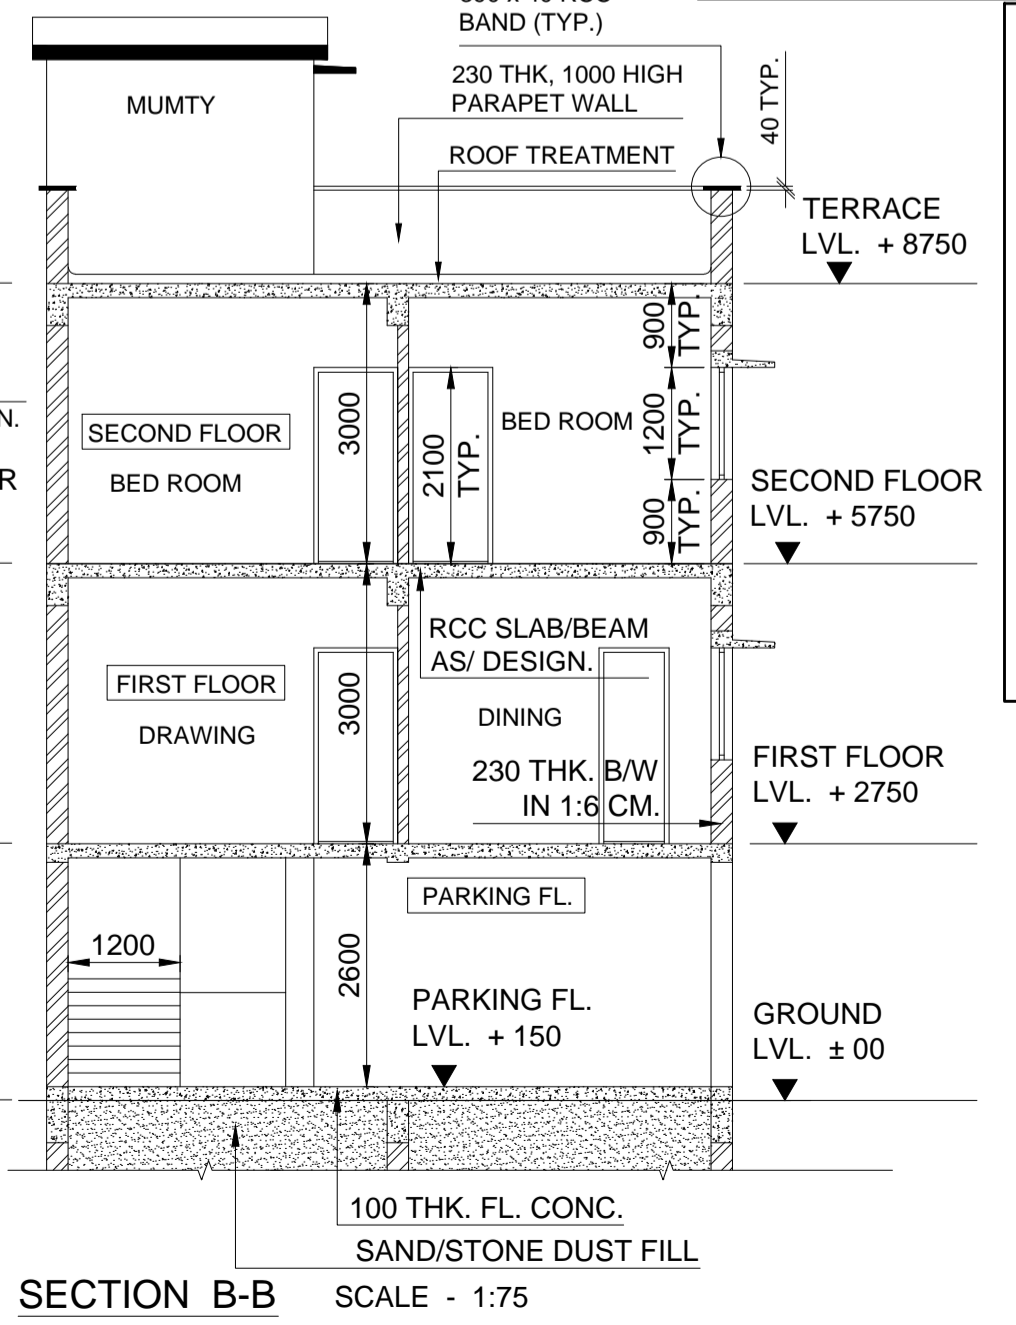 BAND (TYP.)
230 THK, 1000 HIGH
PARAPET WALL
40 TYP.
MUMTY
ROOF TREATMENT
TERRACE
LVL. + 8750
900
TYP.
N.
SECOND FLOOR
BED ROOM
3000
2100
TYP.
BED ROOM
1200
TYP.
R
900
TYP.
SECOND FLOOR
LVL. + 5750
RCC SLAB/BEAM
AS/ DESIGN.
FIRST FLOOR
DRAWING
3000
DINING
230 THK. B/W
IN 1:6 CM.
FIRST FLOOR
LVL. + 2750
PARKING FL.
1200
2600
PARKING FL.
LVL. + 150
GROUND
LVL. ± 00
100 THK. FL. CONC.
SAND/STONE DUST FILL
SECTION B-B
SCALE - 1:75